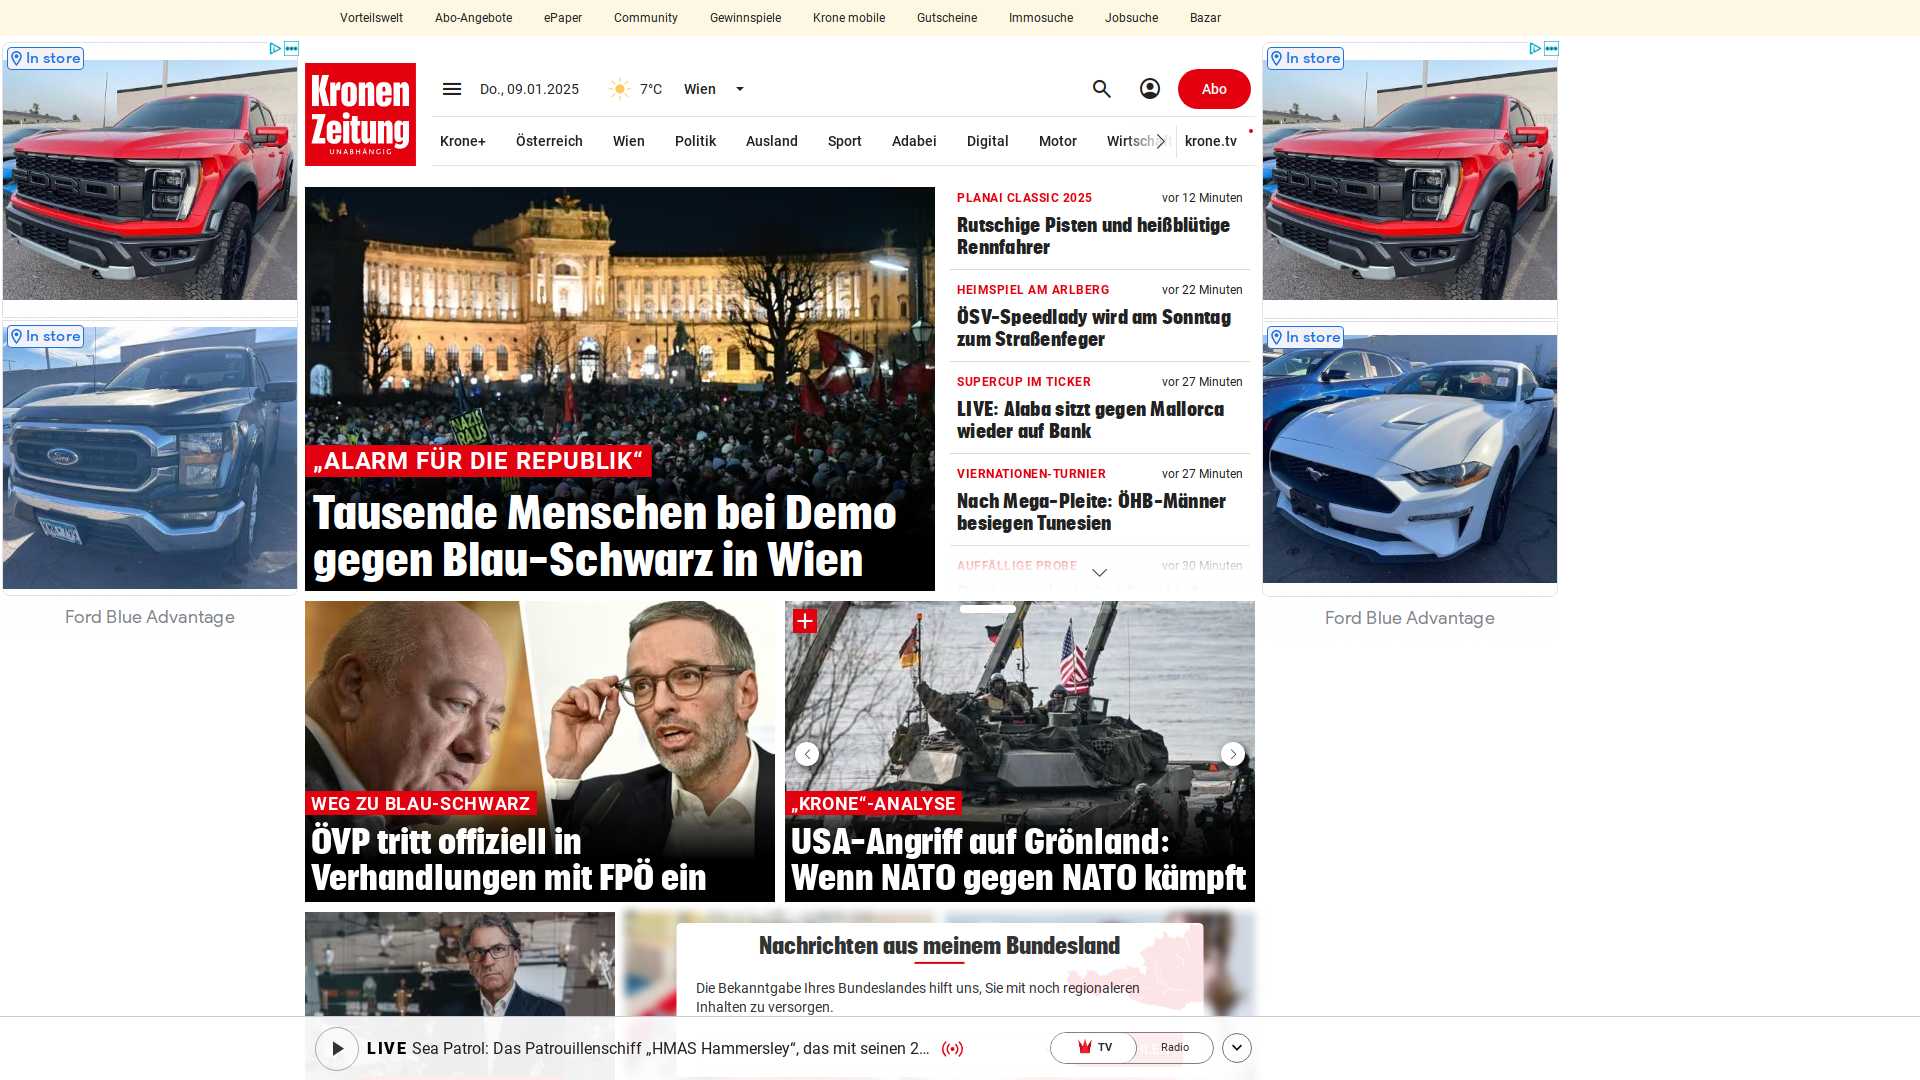 Vorteilswelt Abo-Angebote ePaper Community Gewinnspiele Krone mobile Gutscheine Immosuche Jobsuche Bazar
In store
In store
Ford Blue Advantage
Kronen
Zeitung
UNABHÄNGIG
Do., 09.01.2025 7°C Wien
Abo
Krone+ Österreich Wien Politik Ausland Sport Adabei Digital Motor krone.tv
NAZIS
RAUS
„ALARM FÜR DIE REPUBLIK“
Tausende Menschen bei Demo
gegen Blau-Schwarz in Wien
PLANAI CLASSIC 2025 vor 12 Minuten
Rutschige Pisten und heißblütige
Rennfahrer
HEIMSPIEL AM ARLBERG vor 22 Minuten
ÖSV-Speedlady wird am Sonntag
zum Straßenfeger
SUPERCUP IM TICKER vor 27 Minuten
LIVE: Alaba sitzt gegen Mallorca
wieder auf Bank
VIERNATIONEN-TURNIER vor 27 Minuten
Nach Mega-Pleite: ÖHB-Männer
besiegen Tunesien
AUFFÄLLIGE PROBE vor 30 Minuten
WEG ZU BLAU-SCHWARZ
ÖVP tritt offiziell in
Verhandlungen mit FPÖ ein
„KRONE“-ANALYSE
USA-Angriff auf Grönland:
Wenn NATO gegen NATO kämpft
Nachrichten aus meinem Bundesland
Die Bekanntgabe Ihres Bundeslandes hilft uns, Sie mit noch regionaleren
Inhalten zu versorgen.
LIVE Sea Patrol: Das Patrouillenschiff „HMAS Hammersley“, das mit seinen 2...
TV Radio
In store
In store
Ford Blue Advantage